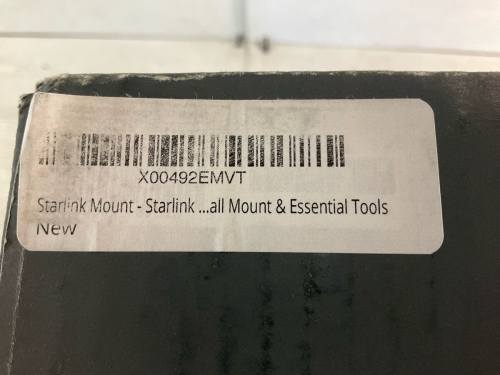 X00492EMVT
Starlink Mount - Starlink ...all Mount & Essential Tools
New